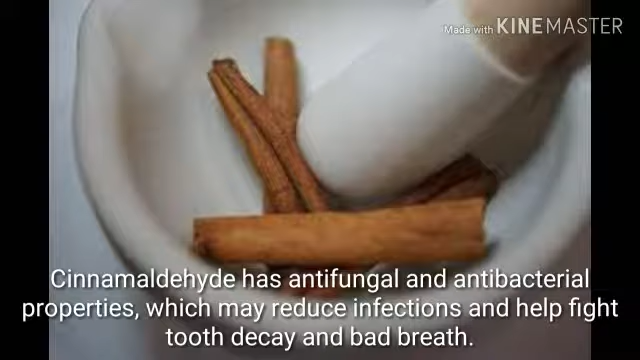 Made with KINEMASTER
Cinnamaldehyde has antifungal and antibacterial
properties, which may reduce infections and help fight
tooth decay and bad breath.